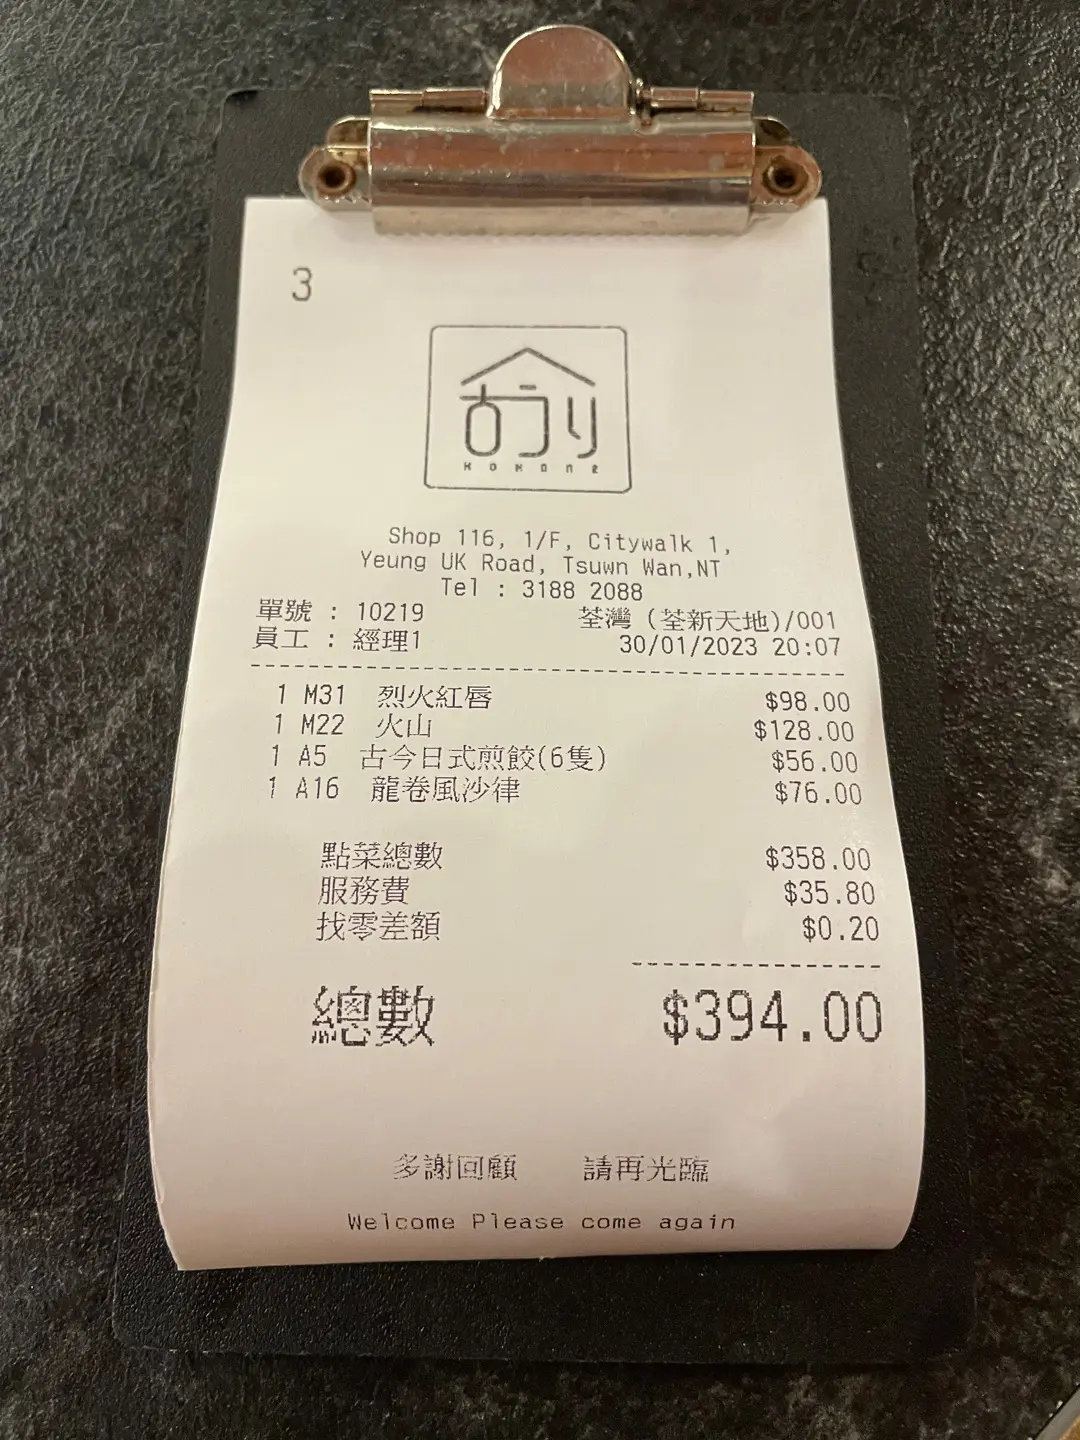 3
古今
KOKONE
Shop 116, 1/F, Citywalk 1,
Yeung UK Road, Tsuwn Wan,NT
Tel : 3188 2088
單號 : 10219 荃灣 (荃新天地)/001
員工 : 經理1 30/01/2023 20:07
1 M31 烈火紅唇 $98.00
1 M22 火山 $128.00
1 A5 古今日式煎餃(6隻) $56.00
1 A16 龍卷風沙律 $76.00
點菜總數 $358.00
服務費 $35.80
找零差額 $0.20
總數 $394.00
多謝回顧 請再光臨
Welcome Please come again